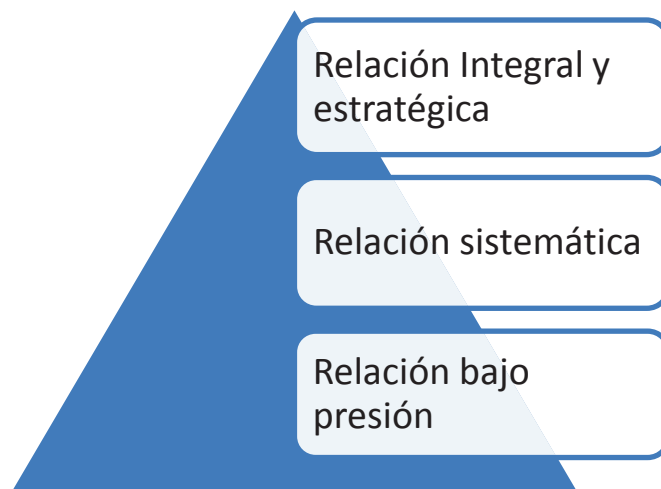 Relación Integral y
estratégica
Relación sistemática
Relación bajo
presión